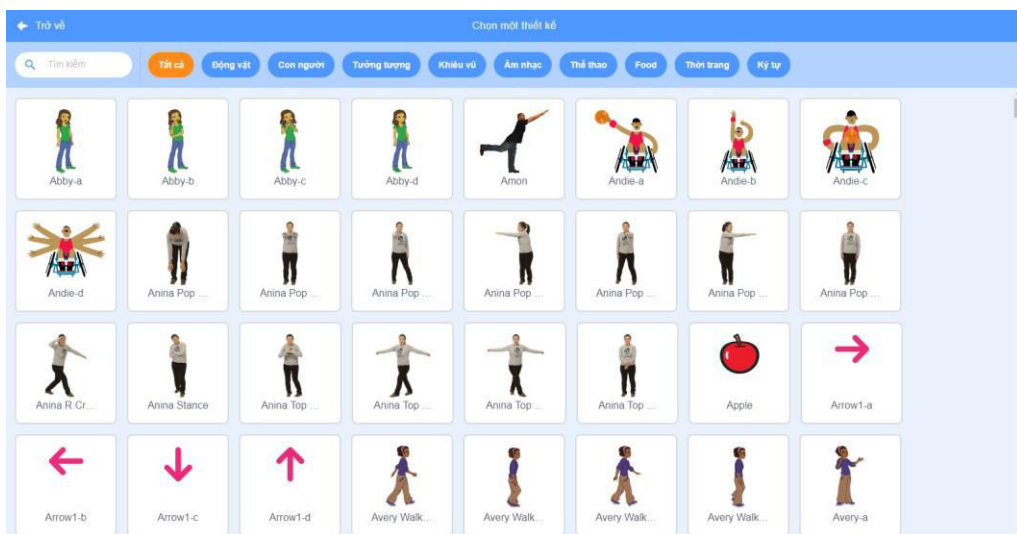 Trở về
Chọn một thiết kế
Tìm kiếm
Tất cả
Động vật
Con người
Tưởng tượng
Khiêu vũ
Âm nhạc
Thể thao
Food
Thời trang
Ký tự
Abby-a
Abby-b
Abby-c
Abby-d
Amon
Andie-a
Andie-b
Andie-c
Andie-d
Anina Pop ...
Anina Pop ...
Anina Pop ...
Anina Pop ...
Anina Pop ...
Anina Pop ...
Anina Pop ...
Anina R Cr...
Anina Stance
Anina Top ...
Anina Top ...
Anina Top ...
Anina Top ...
Apple
Arrow1-a
Arrow1-b
Arrow1-c
Arrow1-d
Avery Walk...
Avery Walk...
Avery Walk...
Avery Walk...
Avery-a